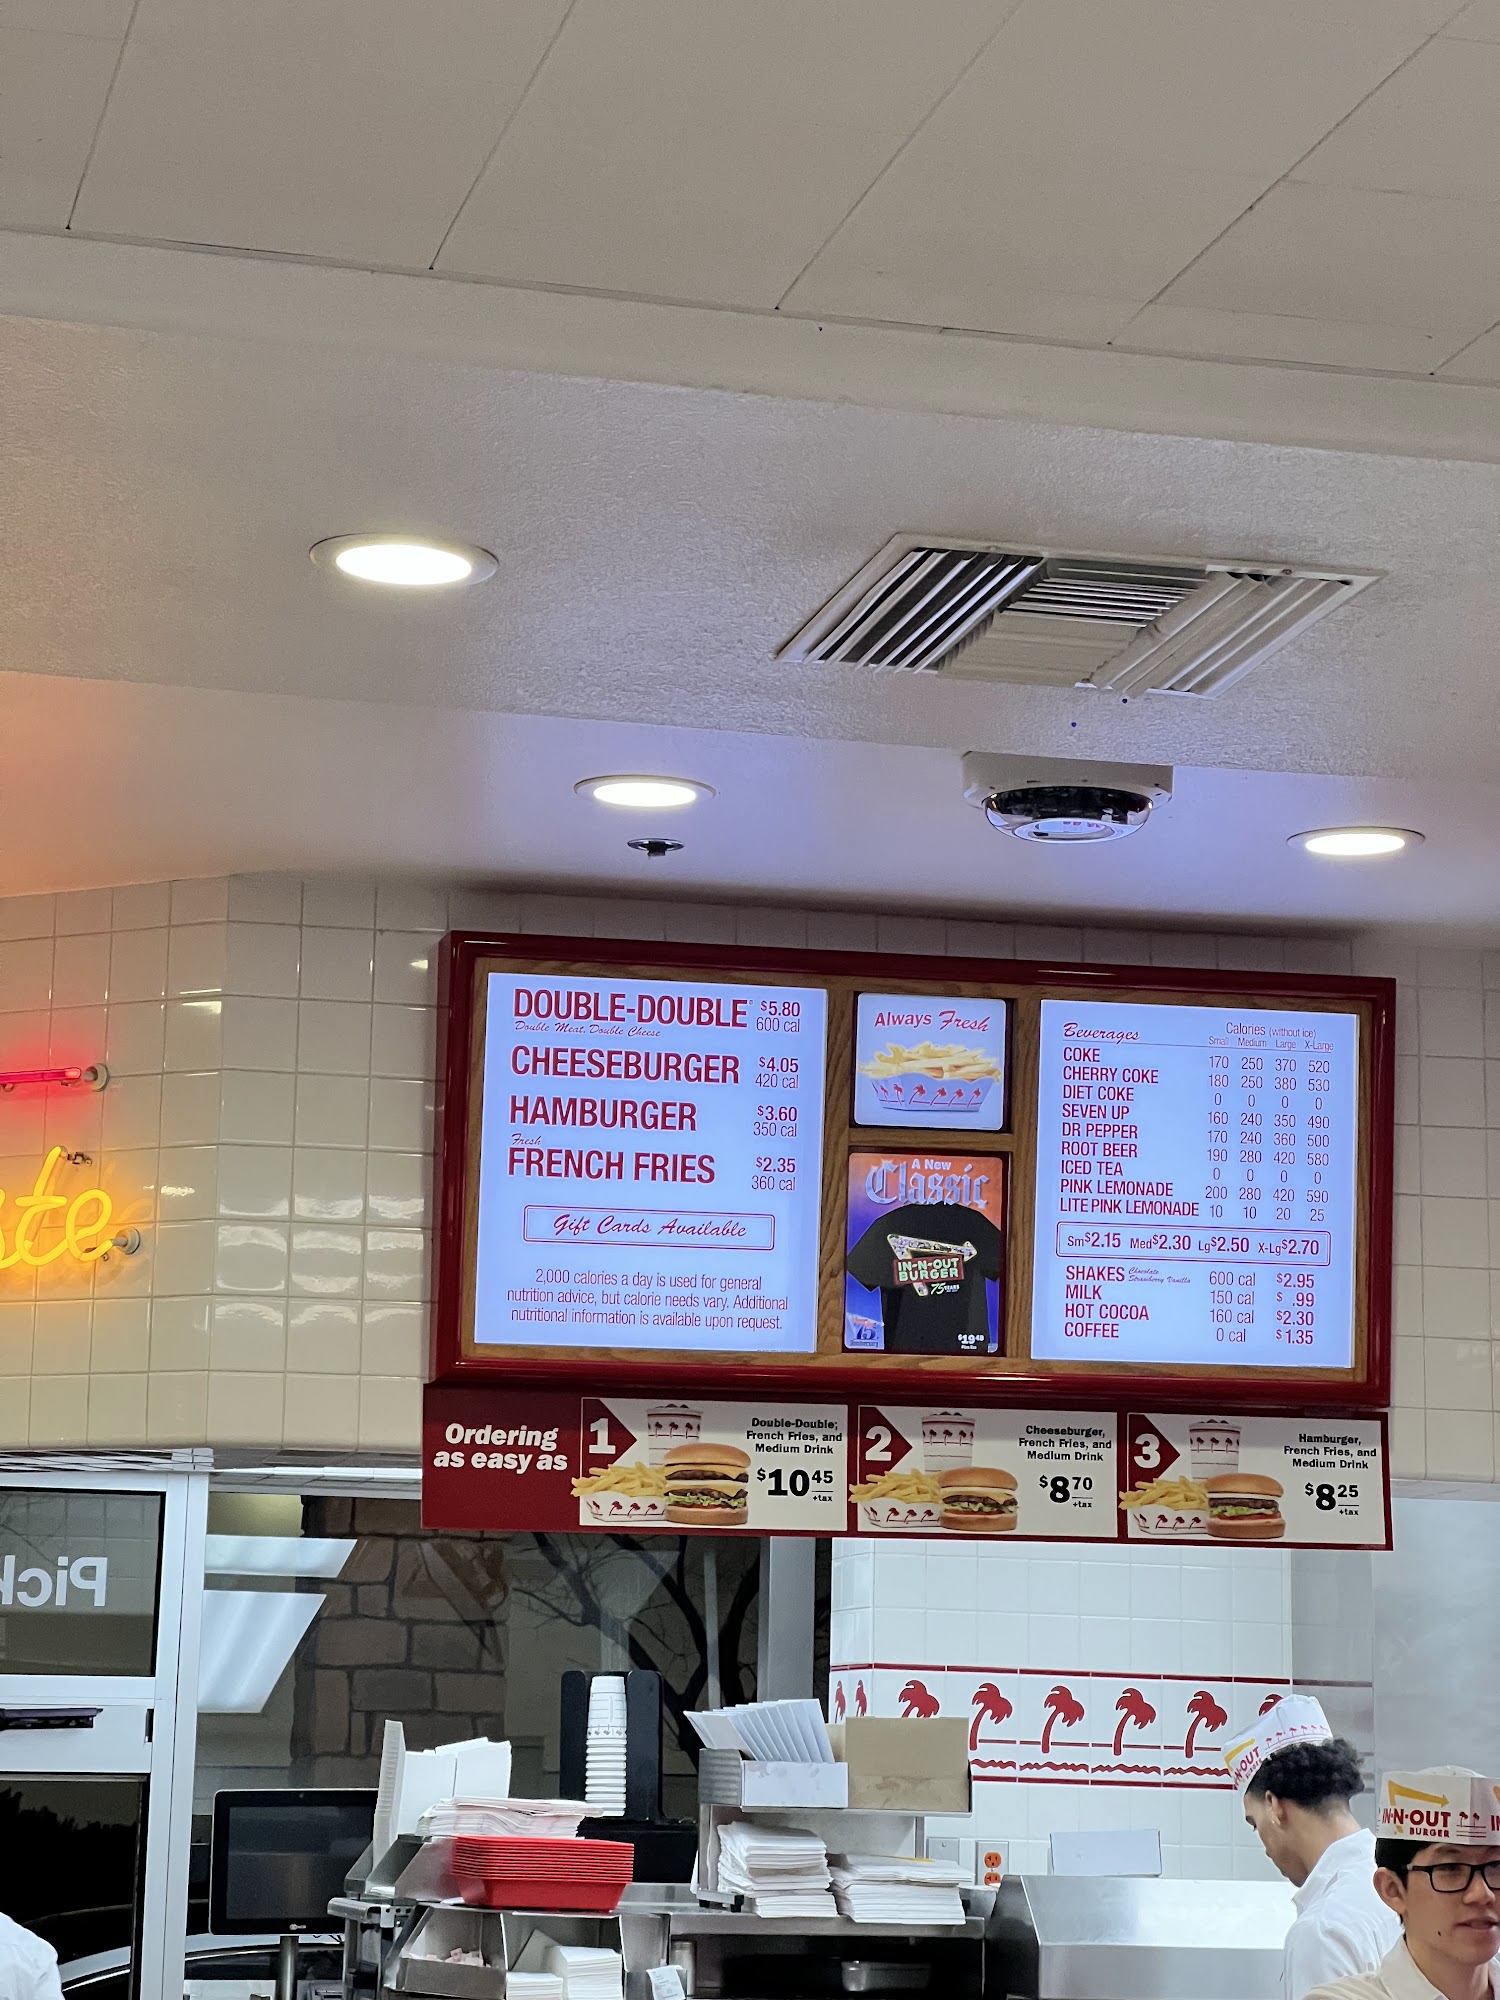 DOUBLE-DOUBLE® $5.80
Double Meat, Double Cheese 600 cal
CHEESEBURGER $4.05
420 cal
HAMBURGER $3.60
350 cal
Fresh
FRENCH FRIES $2.35
360 cal
Gift Cards Available
2,000 calories a day is used for general
nutrition advice, but calorie needs vary. Additional
nutritional information is available upon request.
Always Fresh
A New
Classic
IN-N-OUT
BURGER
75 YEARS
$19.48
Beverages Calories (without ice)
Small Medium Large X-Large
COKE 170 250 370 520
CHERRY COKE 180 250 380 530
DIET COKE 0 0 0 0
SEVEN UP 160 240 350 490
DR PEPPER 170 240 360 500
ROOT BEER 190 280 420 580
ICED TEA 0 0 0 0
PINK LEMONADE 200 280 420 590
LITE PINK LEMONADE 10 10 20 25
Sm$2.15 Med$2.30 Lg$2.50 X-Lg$2.70
SHAKES Chocolate Strawberry Vanilla 600 cal $2.95
MILK 150 cal $ .99
HOT COCOA 160 cal $2.30
COFFEE 0 cal $1.35
Ordering
as easy as
1
Double-Double,
French Fries, and
Medium Drink
$10 45
+tax
2
Cheeseburger,
French Fries, and
Medium Drink
$8 70
+tax
3
Hamburger,
French Fries, and
Medium Drink
$8 25
+tax
ste
Pick
N-OUT
BURGER
IN-N-OUT
BURGER